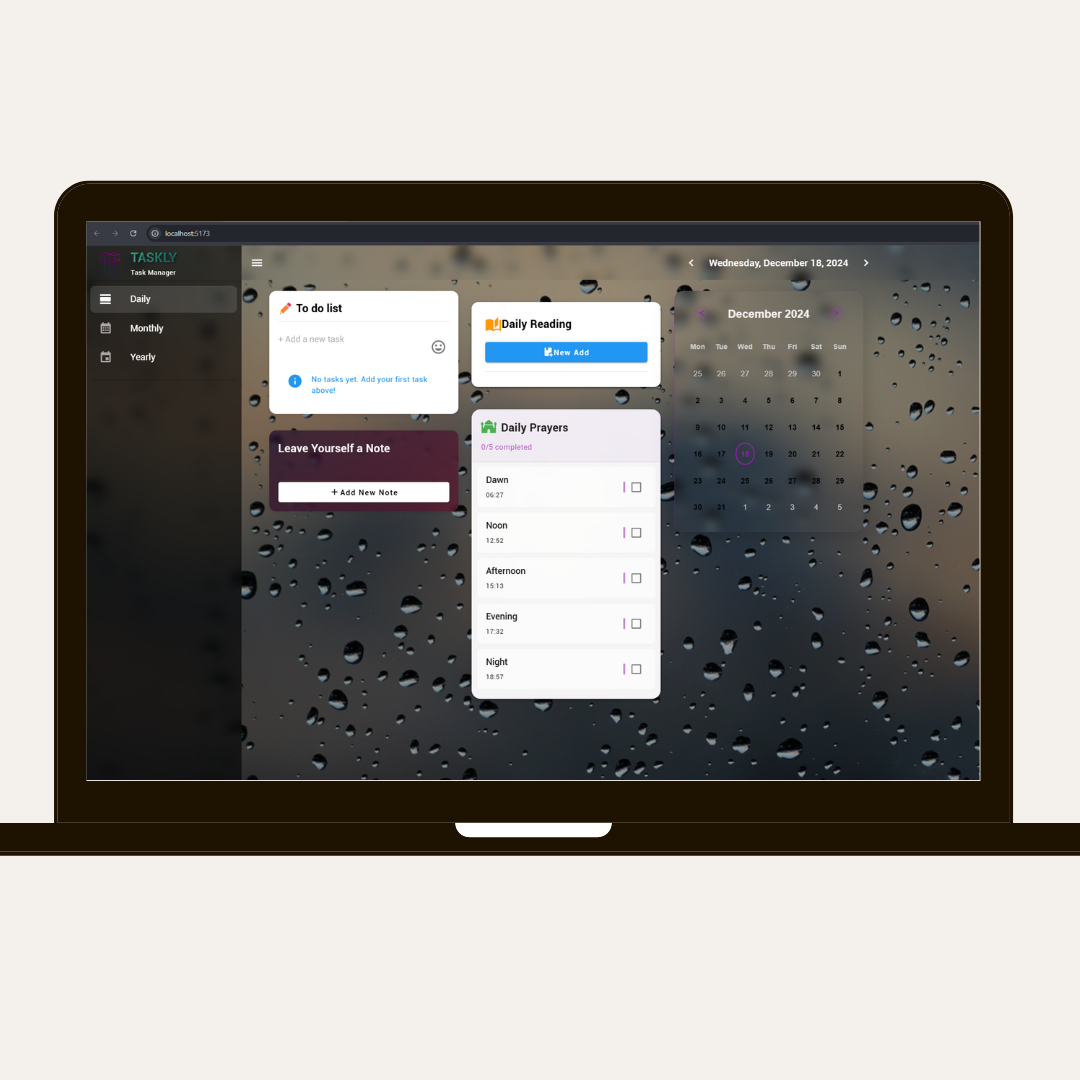 localhost:5173
TASKLY
Task Manager
Daily
Monthly
Yearly
Wednesday, December 18, 2024
To do list
+ Add a new task
No tasks yet. Add your first task
above!
Leave Yourself a Note
+ Add New Note
Daily Reading
New Add
Daily Prayers
0/5 completed
Dawn
06:27
Noon
12:52
Afternoon
15:13
Evening
17:32
Night
18:57
December 2024
Mon Tue Wed Thu Fri Sat Sun
25 26 27 28 29 30 1
2 3 4 5 6 7 8
9 10 11 12 13 14 15
16 17 18 19 20 21 22
23 24 25 26 27 28 29
30 31 1 2 3 4 5